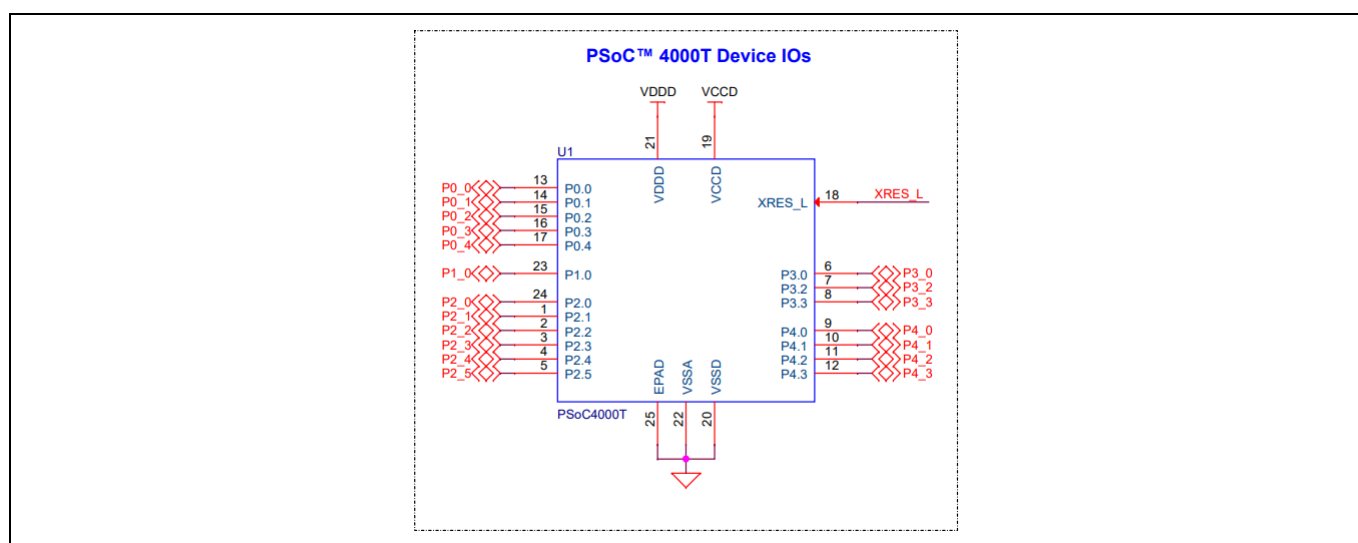 PSoC™ 4000T Device IOs
VDDD VCCD
21 19
U1
VDDD VCCD
P0_0 13 P0.0
P0_1 14 P0.1
XRES_L 18 XRES_L
P0_2 15 P0.2
P0_3 16 P0.3
P0_4 17 P0.4
P1_0 23 P1.0
P3.0 6 P3_0
P3.2 7 P3_2
P3.3 8 P3_3
P2_0 24 P2.0
P2_1 1 P2.1
P2_2 2 P2.2
P2_3 3 P2.3
P2_4 4 P2.4
P2_5 5 P2.5
P4.0 9 P4_0
P4.1 10 P4_1
P4.2 11 P4_2
P4.3 12 P4_3
EPAD VSSA VSSD
PSoC4000T
25 22 20